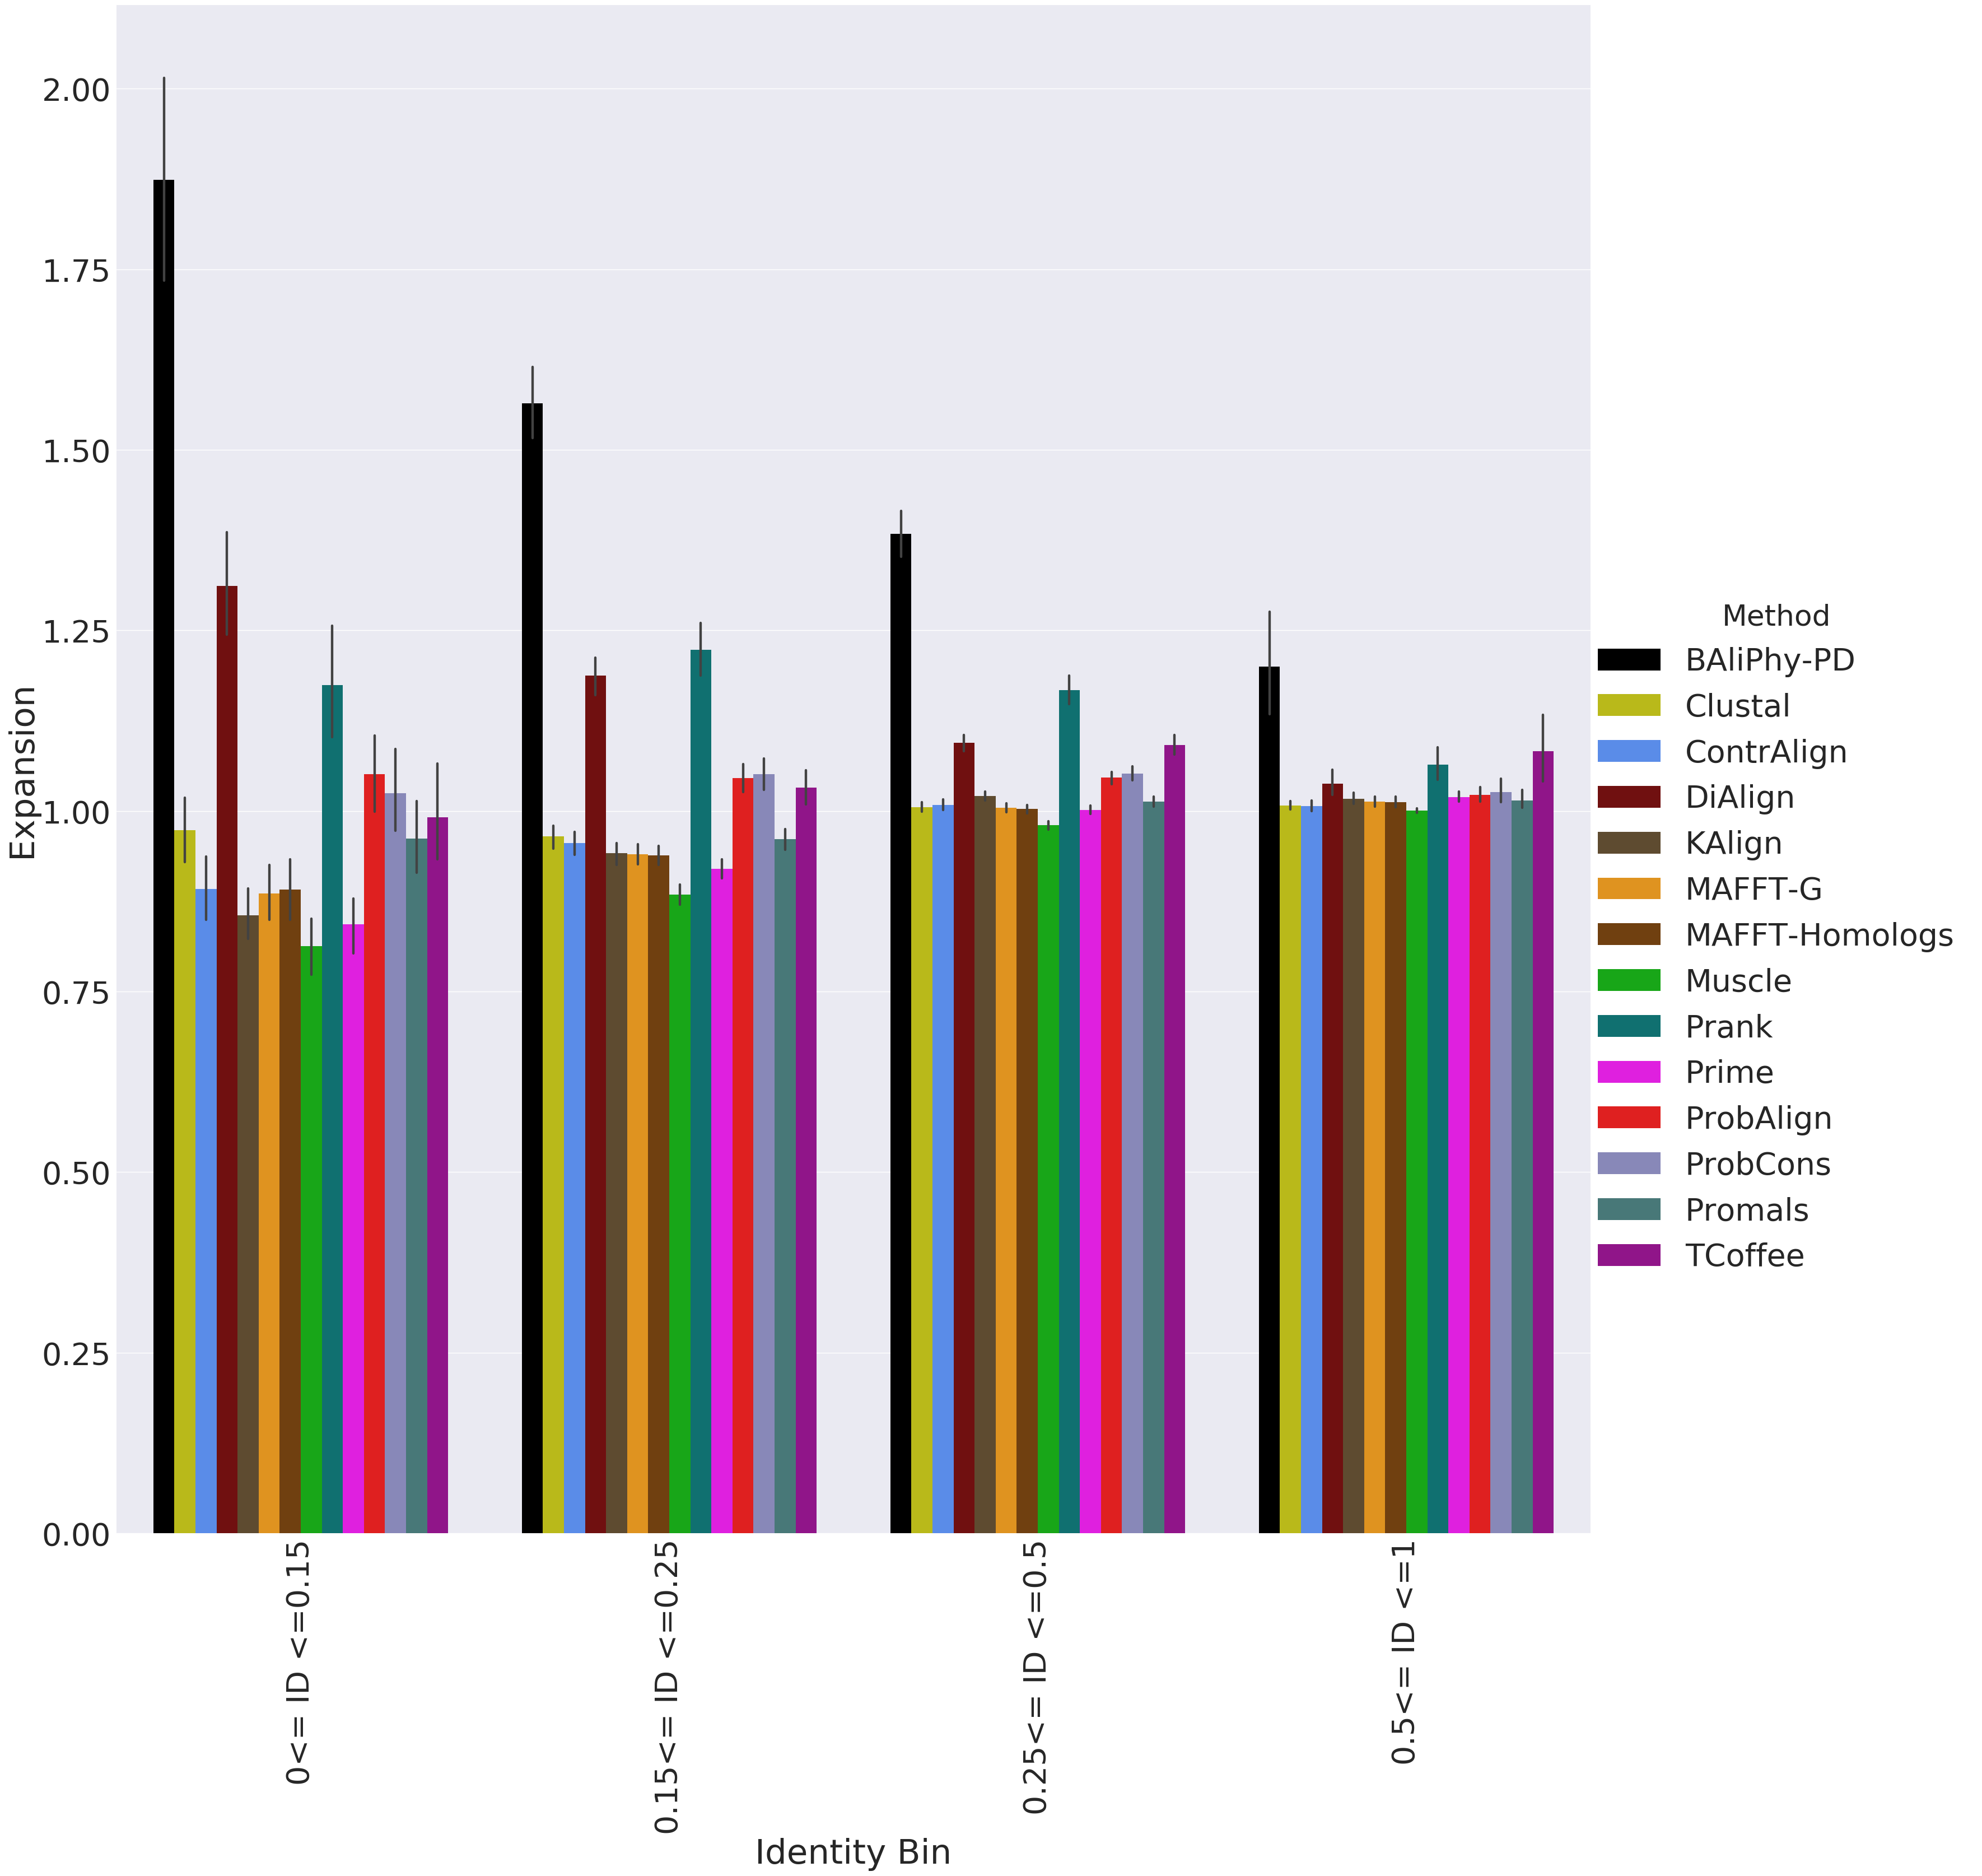 Expansion
2.00
1.75
1.50
1.25
1.00
0.75
0.50
0.25
0.00
0<= ID <=0.15
0.15<= ID <=0.25
0.25<= ID <=0.5
0.5<= ID <=1
Identity Bin
Method
BAliPhy-PD
Clustal
ContrAlign
DiAlign
KAlign
MAFFT-G
MAFFT-Homologs
Muscle
Prank
Prime
ProbAlign
ProbCons
Promals
TCoffee